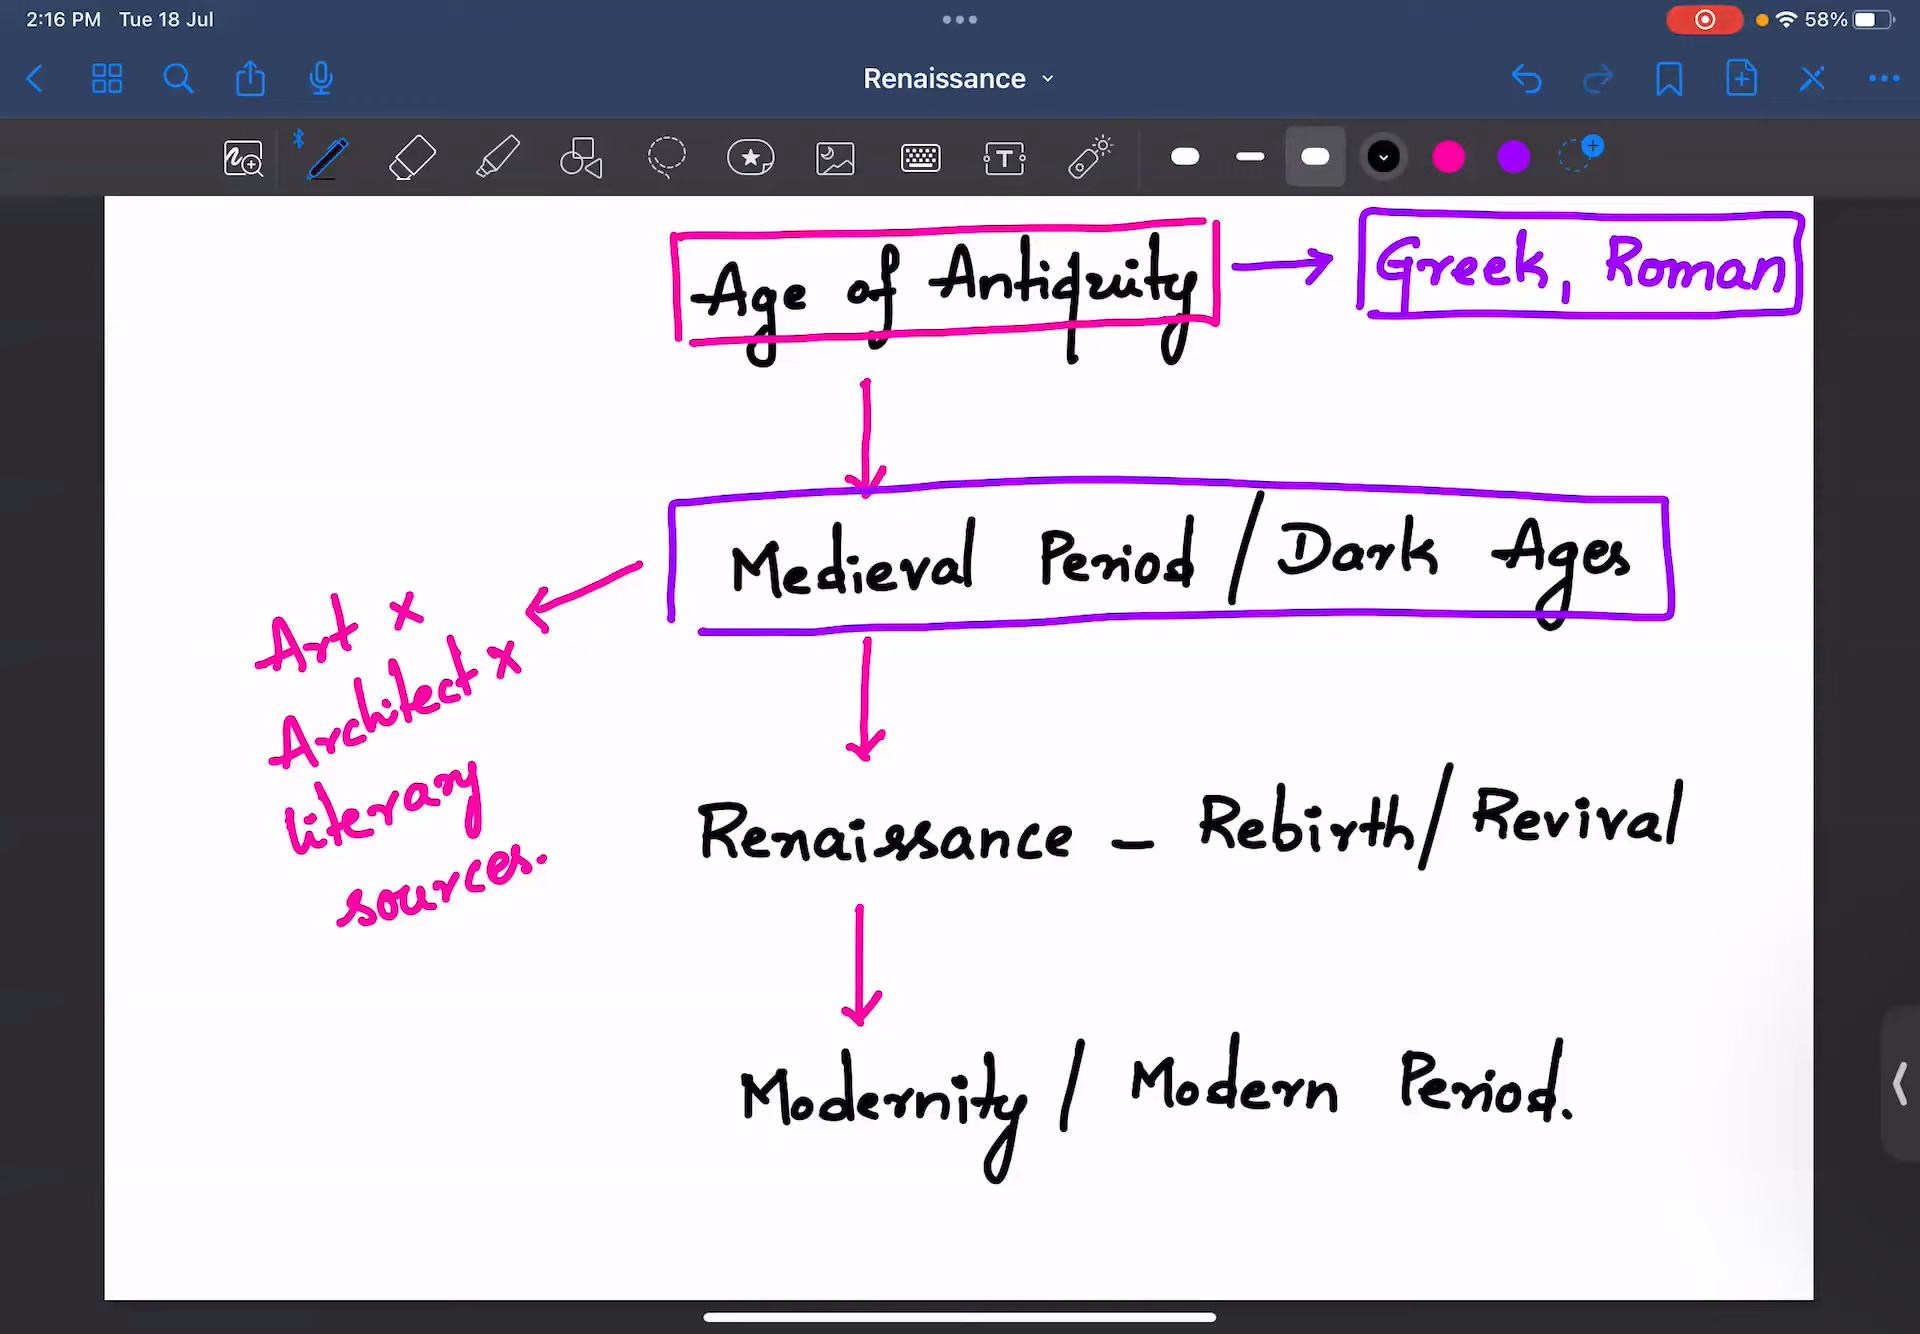 2:16 PM Tue 18 Jul
58%
Renaissance
T
Age of Antiquity
Greek, Roman
Medieval Period / Dark Ages
Art x
Architect x
literary
sources.
Renaissance - Rebirth / Revival
Modernity / Modern Period.